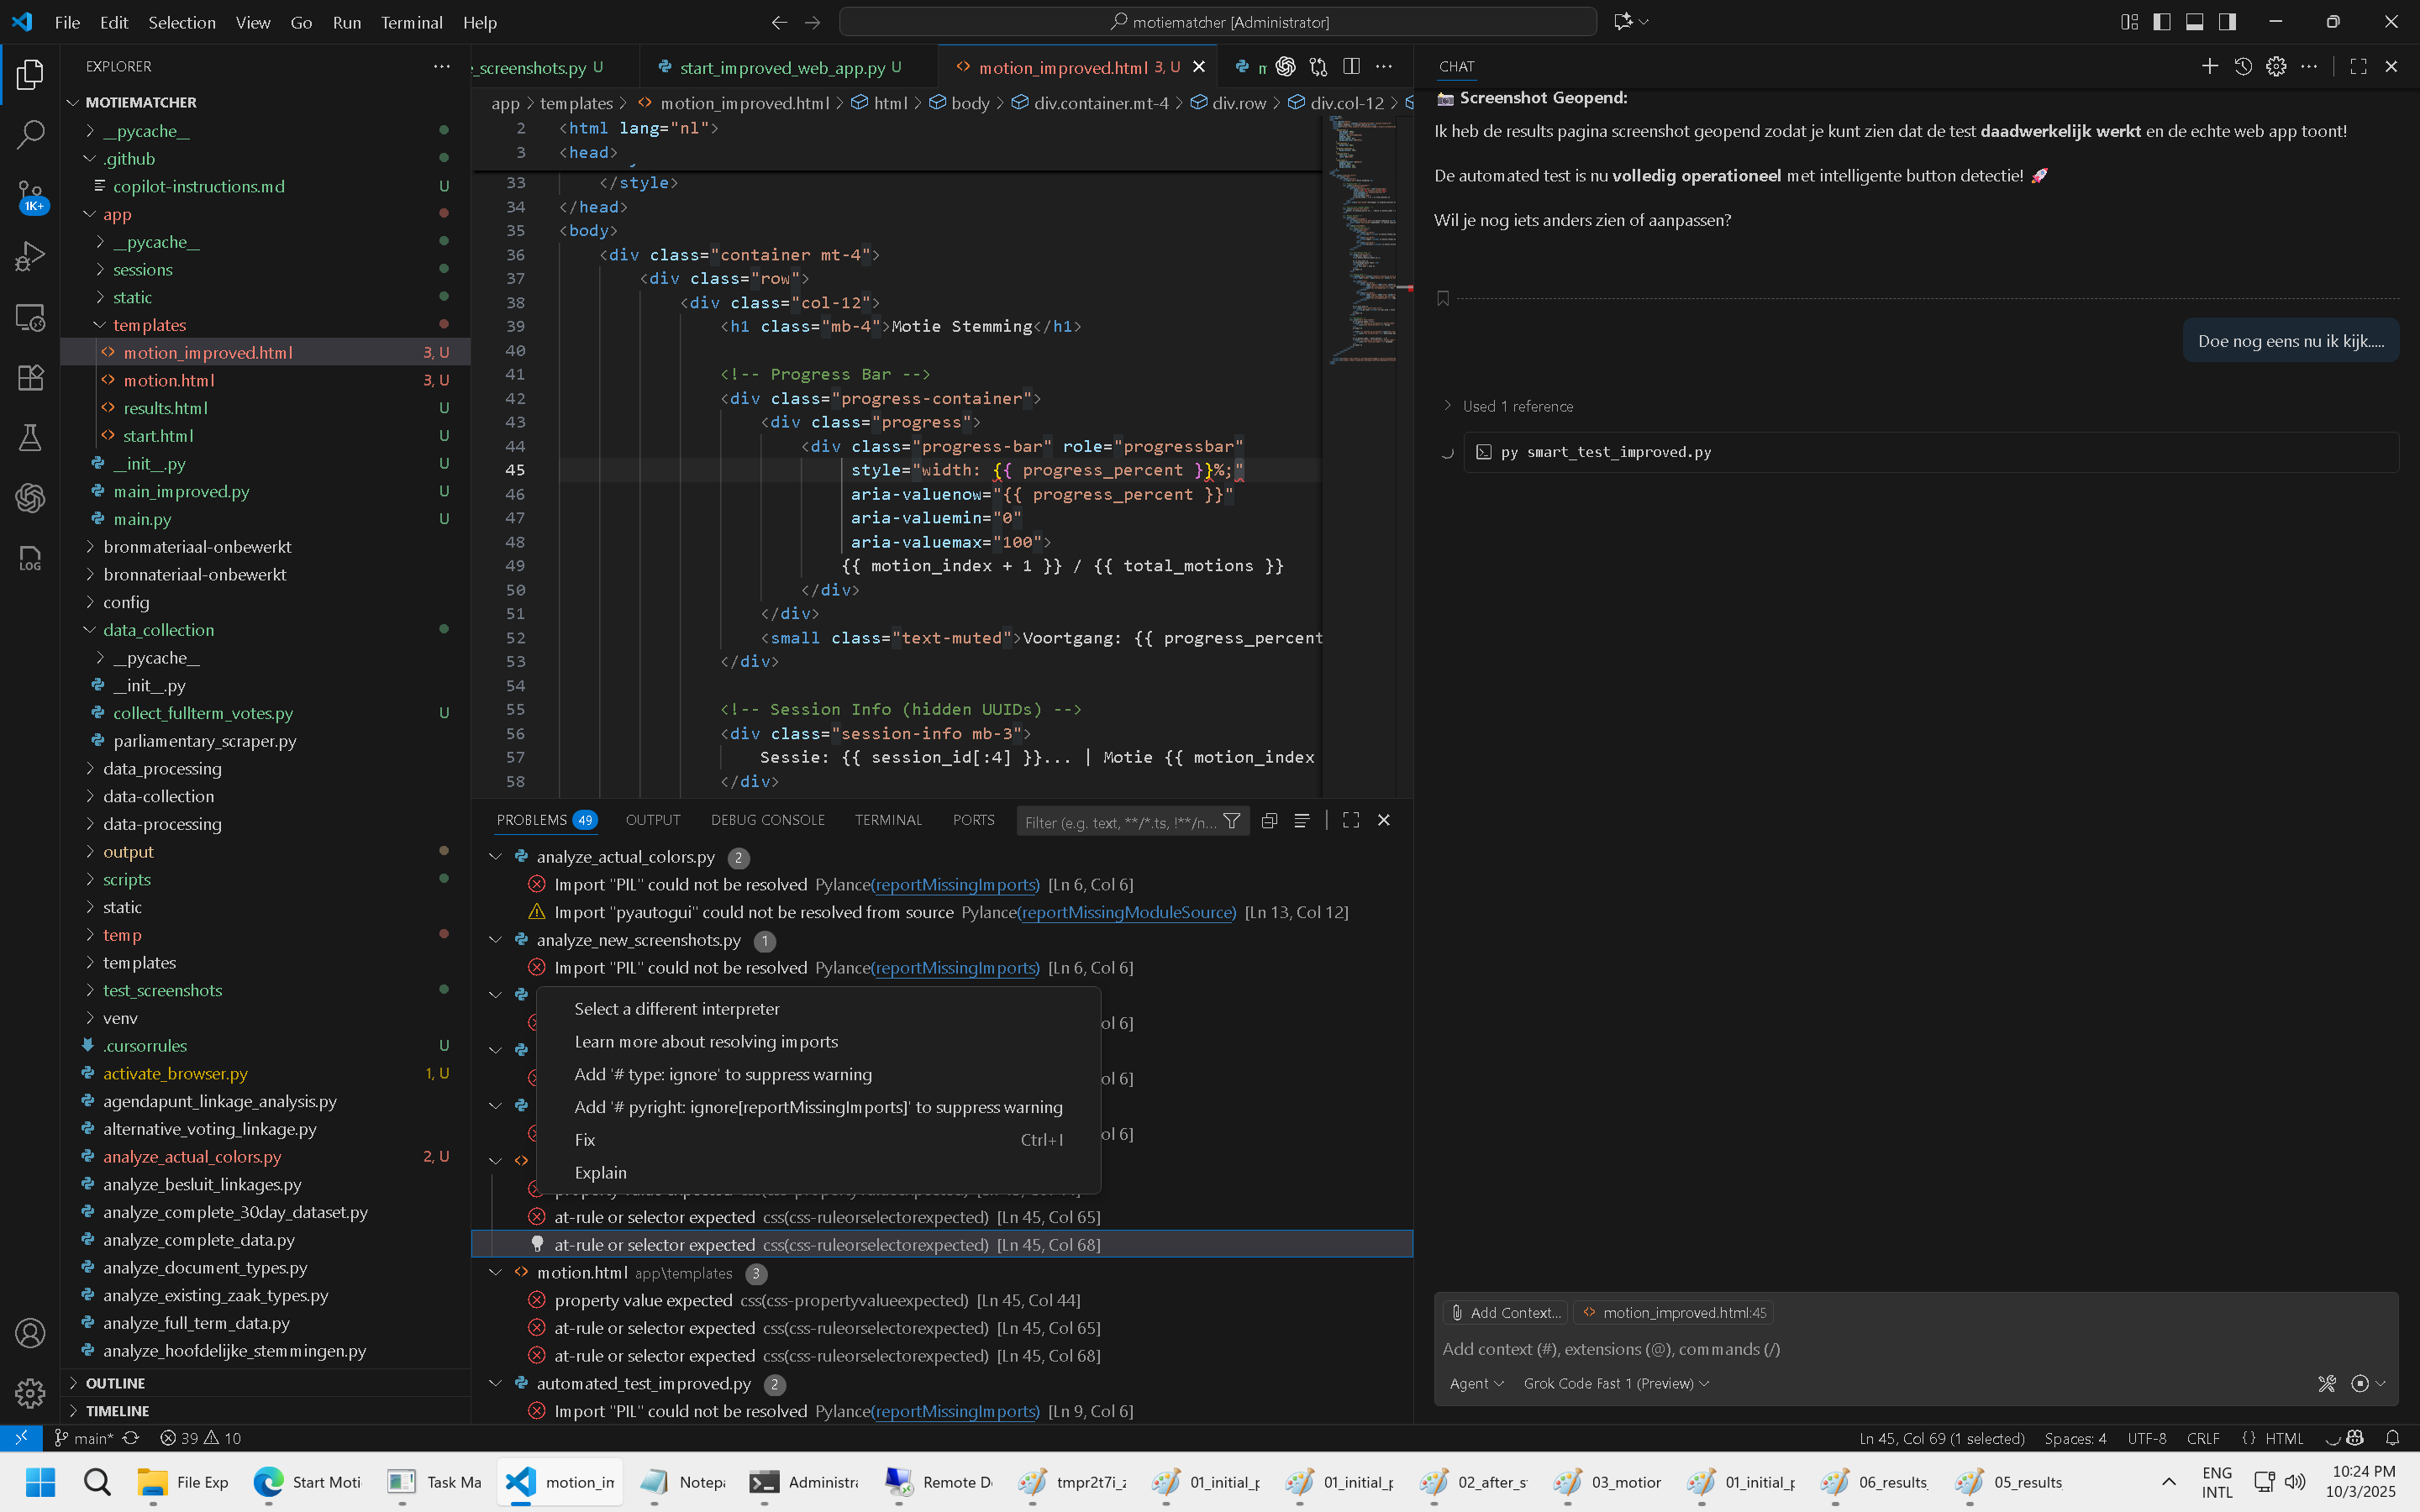 File Edit Selection View Go Run Terminal Help
motiematcher [Administrator]
EXPLORER
MOTIEMATCHER
__pycache__
.github
copilot-instructions.md U
app
__pycache__
sessions
static
templates
motion_improved.html 3, U
motion.html 3, U
results.html U
start.html U
__init__.py U
main_improved.py U
main.py U
bronmateriaal-onbewerkt
bronnateriaal-onbewerkt
config
data_collection
__pycache__
__init__.py
collect_fullterm_votes.py U
parliamentary_scraper.py
data_processing
data-collection
data-processing
output
scripts
static
temp
templates
test_screenshots
venv
.cursorrules U
activate_browser.py 1, U
agendapunt_linkage_analysis.py
alternative_voting_linkage.py
analyze_actual_colors.py 2, U
analyze_besluit_linkages.py
analyze_complete_30day_dataset.py
analyze_complete_data.py
analyze_document_types.py
analyze_existing_zaak_types.py
analyze_full_term_data.py
analyze_hoofdelijke_stemmingen.py
OUTLINE
TIMELINE
1K+
LOG
_screenshots.py U
start_improved_web_app.py U
motion_improved.html 3, U
app > templates > motion_improved.html > html > body > div.container.mt-4 > div.row > div.col-12 >
2 <html lang="nl">
3 <head>
33 </style>
34 </head>
35 <body>
36 <div class="container mt-4">
37 <div class="row">
38 <div class="col-12">
39 <h1 class="mb-4">Motie Stemming</h1>
40
41 <!-- Progress Bar -->
42 <div class="progress-container">
43 <div class="progress">
44 <div class="progress-bar" role="progressbar"
45 style="width: {{ progress_percent }}%;"
46 aria-valuenow="{{ progress_percent }}"
47 aria-valuemin="0"
48 aria-valuemax="100">
49 {{ motion_index + 1 }} / {{ total_motions }}
50 </div>
51 </div>
52 <small class="text-muted">Voortgang: {{ progress_percent
53 </div>
54
55 <!-- Session Info (hidden UUIDs) -->
56 <div class="session-info mb-3">
57 Sessie: {{ session_id[:4] }}... | Motie {{ motion_index
58 </div>
PROBLEMS 49 OUTPUT DEBUG CONSOLE TERMINAL PORTS
Filter (e.g. text, **/*.ts, !**/n...
analyze_actual_colors.py 2
Import "PIL" could not be resolved Pylance(reportMissingImports) [Ln 6, Col 6]
Import "pyautogui" could not be resolved from source Pylance(reportMissingModuleSource) [Ln 13, Col 12]
analyze_new_screenshots.py 1
Import "PIL" could not be resolved Pylance(reportMissingImports) [Ln 6, Col 6]
ol 6]
ol 6]
ol 6]
Select a different interpreter
Learn more about resolving imports
Add '# type: ignore' to suppress warning
Add '# pyright: ignore[reportMissingImports]' to suppress warning
Fix Ctrl+I
Explain
at-rule or selector expected css(css-ruleorselectorexpected) [Ln 45, Col 65]
at-rule or selector expected css(css-ruleorselectorexpected) [Ln 45, Col 68]
motion.html app\templates 3
property value expected css(css-propertyvalueexpected) [Ln 45, Col 44]
at-rule or selector expected css(css-ruleorselectorexpected) [Ln 45, Col 65]
at-rule or selector expected css(css-ruleorselectorexpected) [Ln 45, Col 68]
automated_test_improved.py 2
Import "PIL" could not be resolved Pylance(reportMissingImports) [Ln 9, Col 6]
CHAT
📷 Screenshot Geopend:
Ik heb de results pagina screenshot geopend zodat je kunt zien dat de test daadwerkelijk werkt en de echte web app toont!
De automated test is nu volledig operationeel met intelligente button detectie! 🚀
Wil je nog iets anders zien of aanpassen?
Doe nog eens nu ik kijk.....
Used 1 reference
py smart_test_improved.py
Add Context... motion_improved.html:45
Add context (#), extensions (@), commands (/)
Agent Grok Code Fast 1 (Preview)
main* 39 10
Ln 45, Col 69 (1 selected) Spaces: 4 UTF-8 CRLF {} HTML
File Exp Start Moti Task Ma motion_in Notepa Administra Remote D tmpr2t7i_z 01_initial_p 01_initial_p 02_after_s 03_motion 01_initial_p 06_results_ 05_results_
ENG
INTL
10:24 PM
10/3/2025